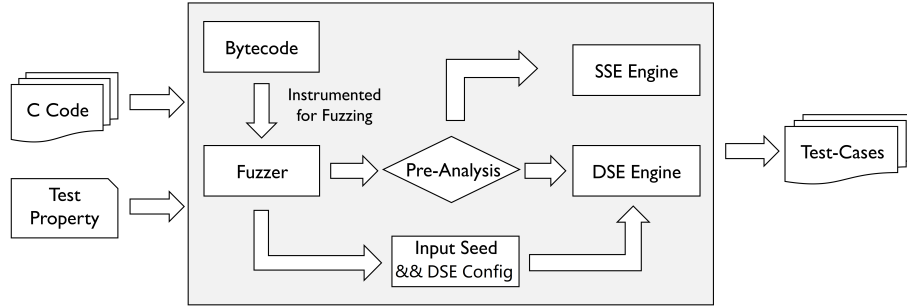 C Code
Test
Property
Bytecode
Instrumented
for Fuzzing
Fuzzer
Pre-Analysis
SSE Engine
DSE Engine
Input Seed
&& DSE Config
Test-Cases